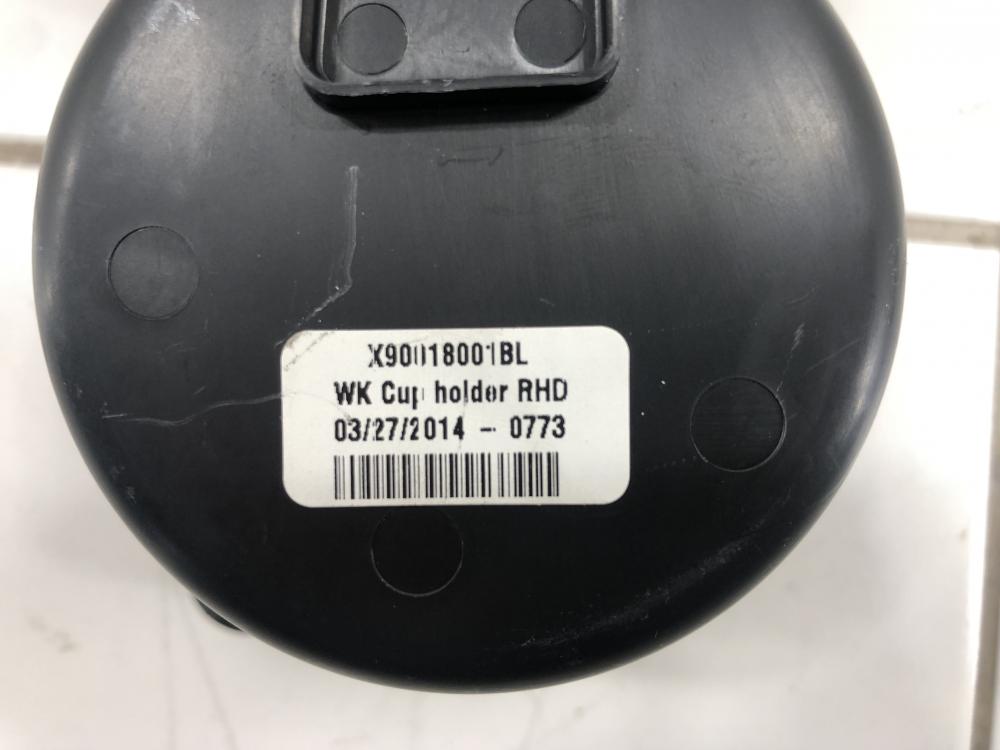 X90018001BL
WK Cup holder RHD
03/27/2014 - 0773